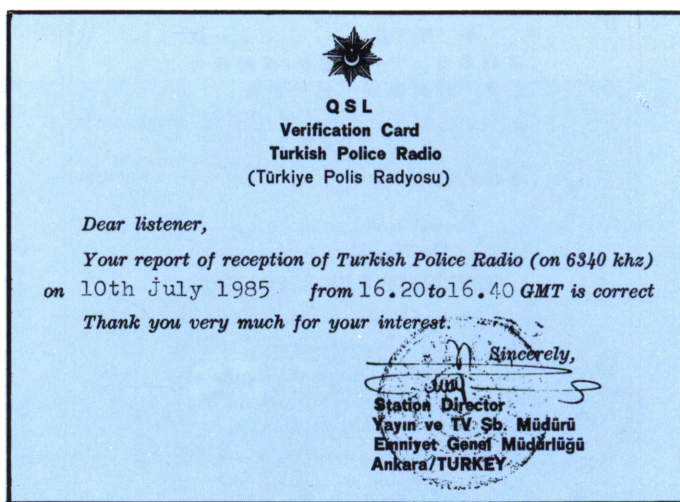 QSL
Verification Card
Turkish Police Radio
(Türkiye Polis Radyosu)
Dear listener,
Your report of reception of Turkish Police Radio (on 6340 khz)
on 10th july 1985 from 16.20 to 16.40 GMT is correct
Thank you very much for your interest.
Sincerely,
Station Director
Yayın ve TV Şb. Müdürü
Emniyet Genel Müdürlüğü
Ankara/TURKEY